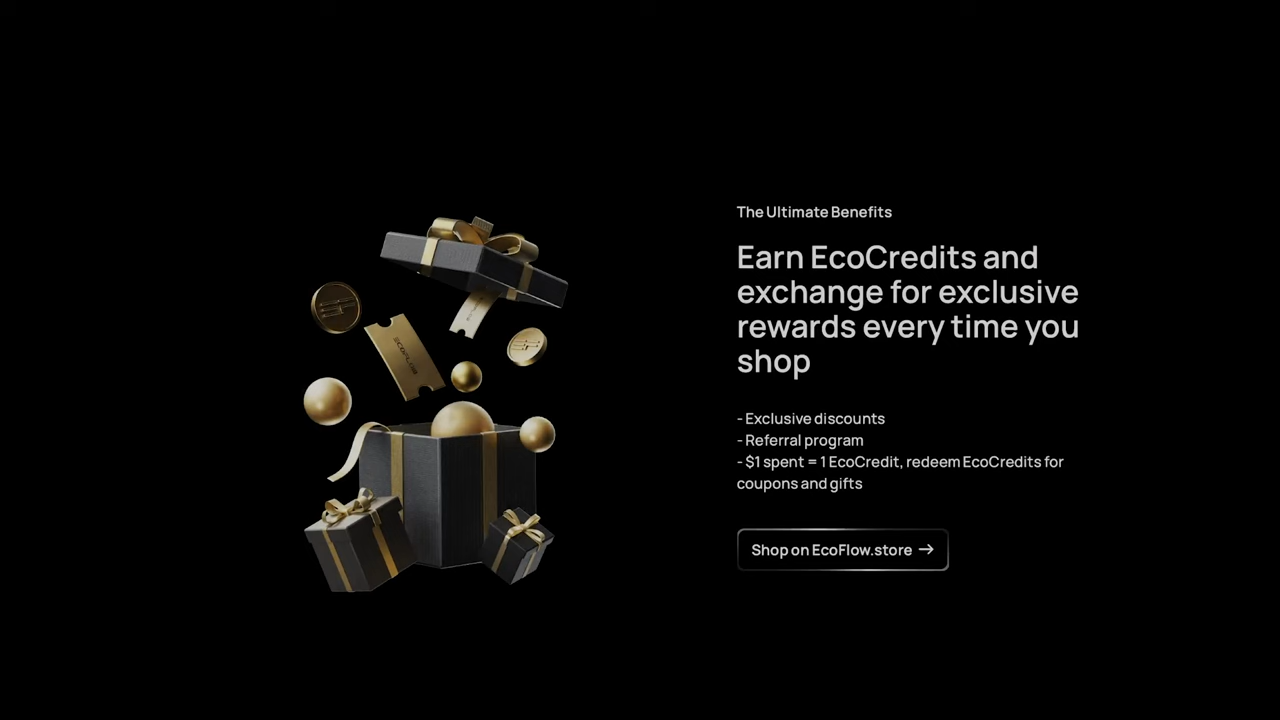 The Ultimate Benefits
Earn EcoCredits and
exchange for exclusive
rewards every time you
shop
- Exclusive discounts
- Referral program
- $1 spent = 1 EcoCredit, redeem EcoCredits for
coupons and gifts
Shop on EcoFlow.store →
ECOFLOW